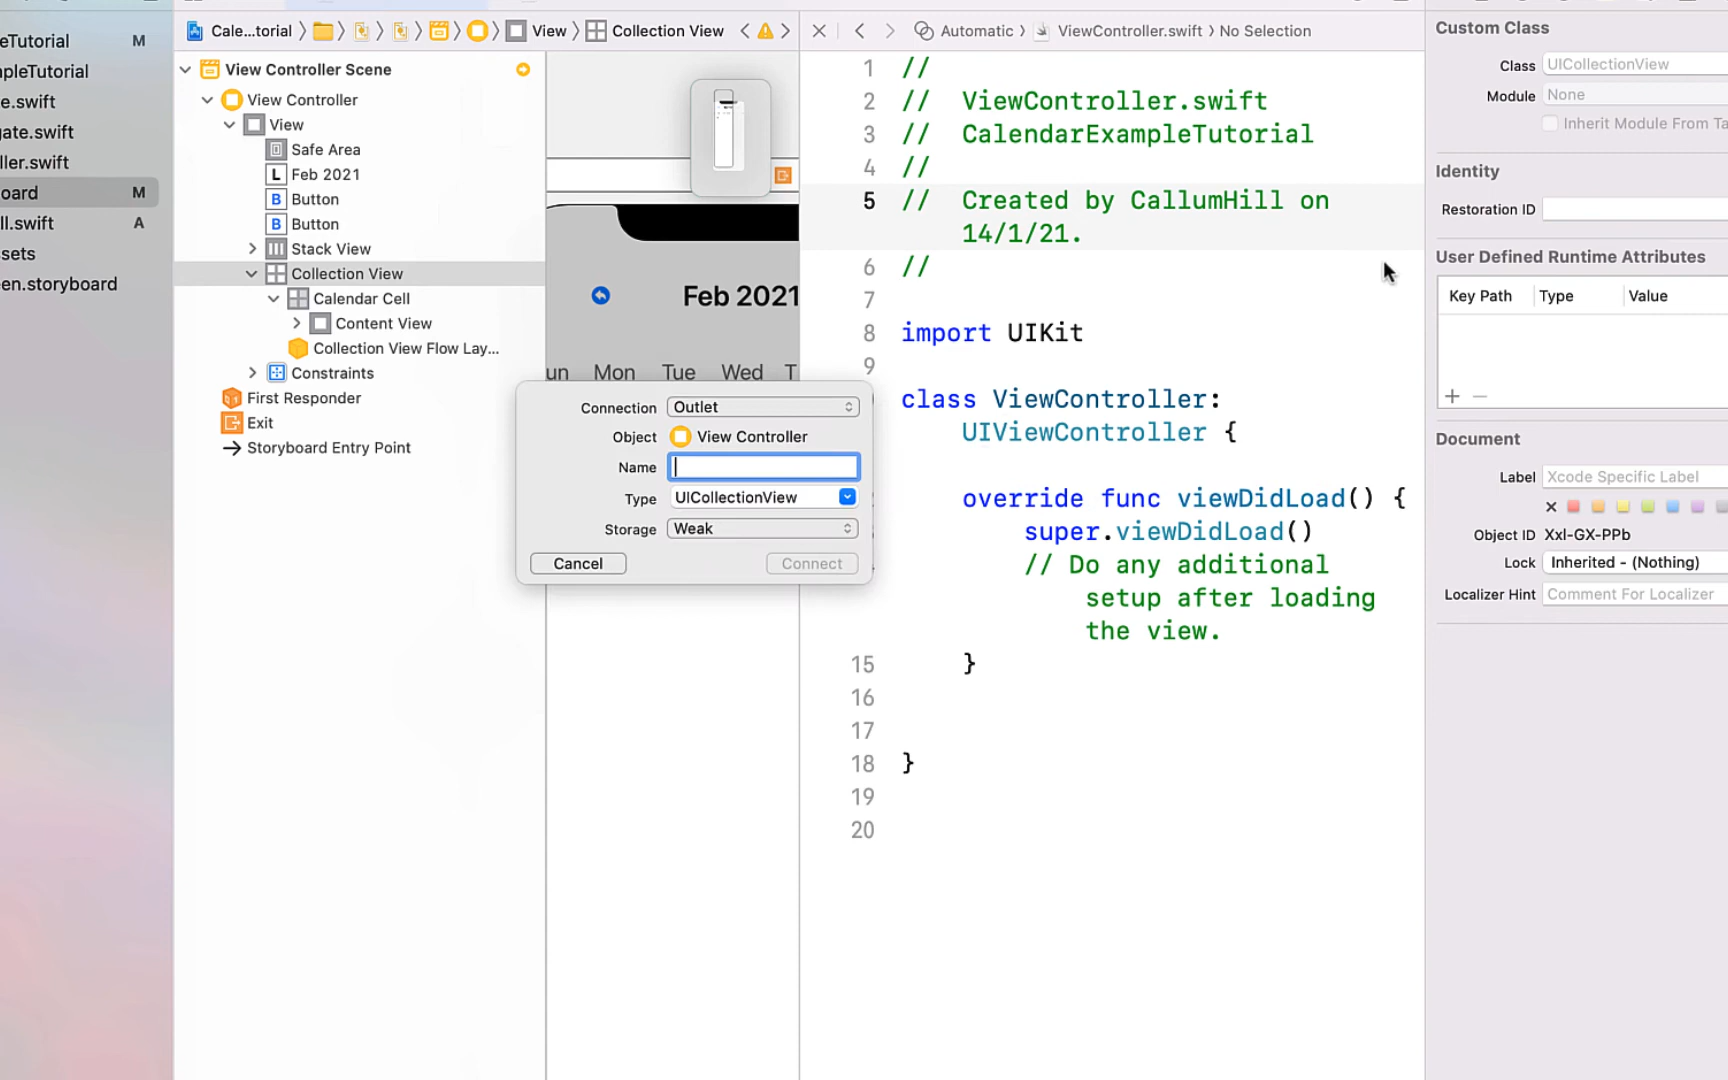 eTutorial M
mpleTutorial
e.swift
gate.swift
ller.swift
board M
ll.swift A
sets
en.storyboard
Cale...torial View Collection View
View Controller Scene
View Controller
View
Safe Area
L Feb 2021
B Button
B Button
Stack View
Collection View
Calendar Cell
Content View
Collection View Flow Lay...
Constraints
First Responder
Exit
Storyboard Entry Point
Feb 2021
un Mon Tue Wed T
Connection Outlet
Object View Controller
Name
Type UICollectionView
Storage Weak
Cancel Connect
Automatic ViewController.swift No Selection
1 //
2 // ViewController.swift
3 // CalendarExampleTutorial
4 //
5 // Created by CallumHill on
14/1/21.
6 //
7
8 import UIKit
9
class ViewController:
UIViewController {
override func viewDidLoad() {
super.viewDidLoad()
// Do any additional
setup after loading
the view.
15 }
16
17
18 }
19
20
Custom Class
Class UICollectionView
Module None
Inherit Module From Ta
Identity
Restoration ID
User Defined Runtime Attributes
Key Path Type Value
Document
Label Xcode Specific Label
Object ID XxI-GX-PPb
Lock Inherited - (Nothing)
Localizer Hint Comment For Localizer